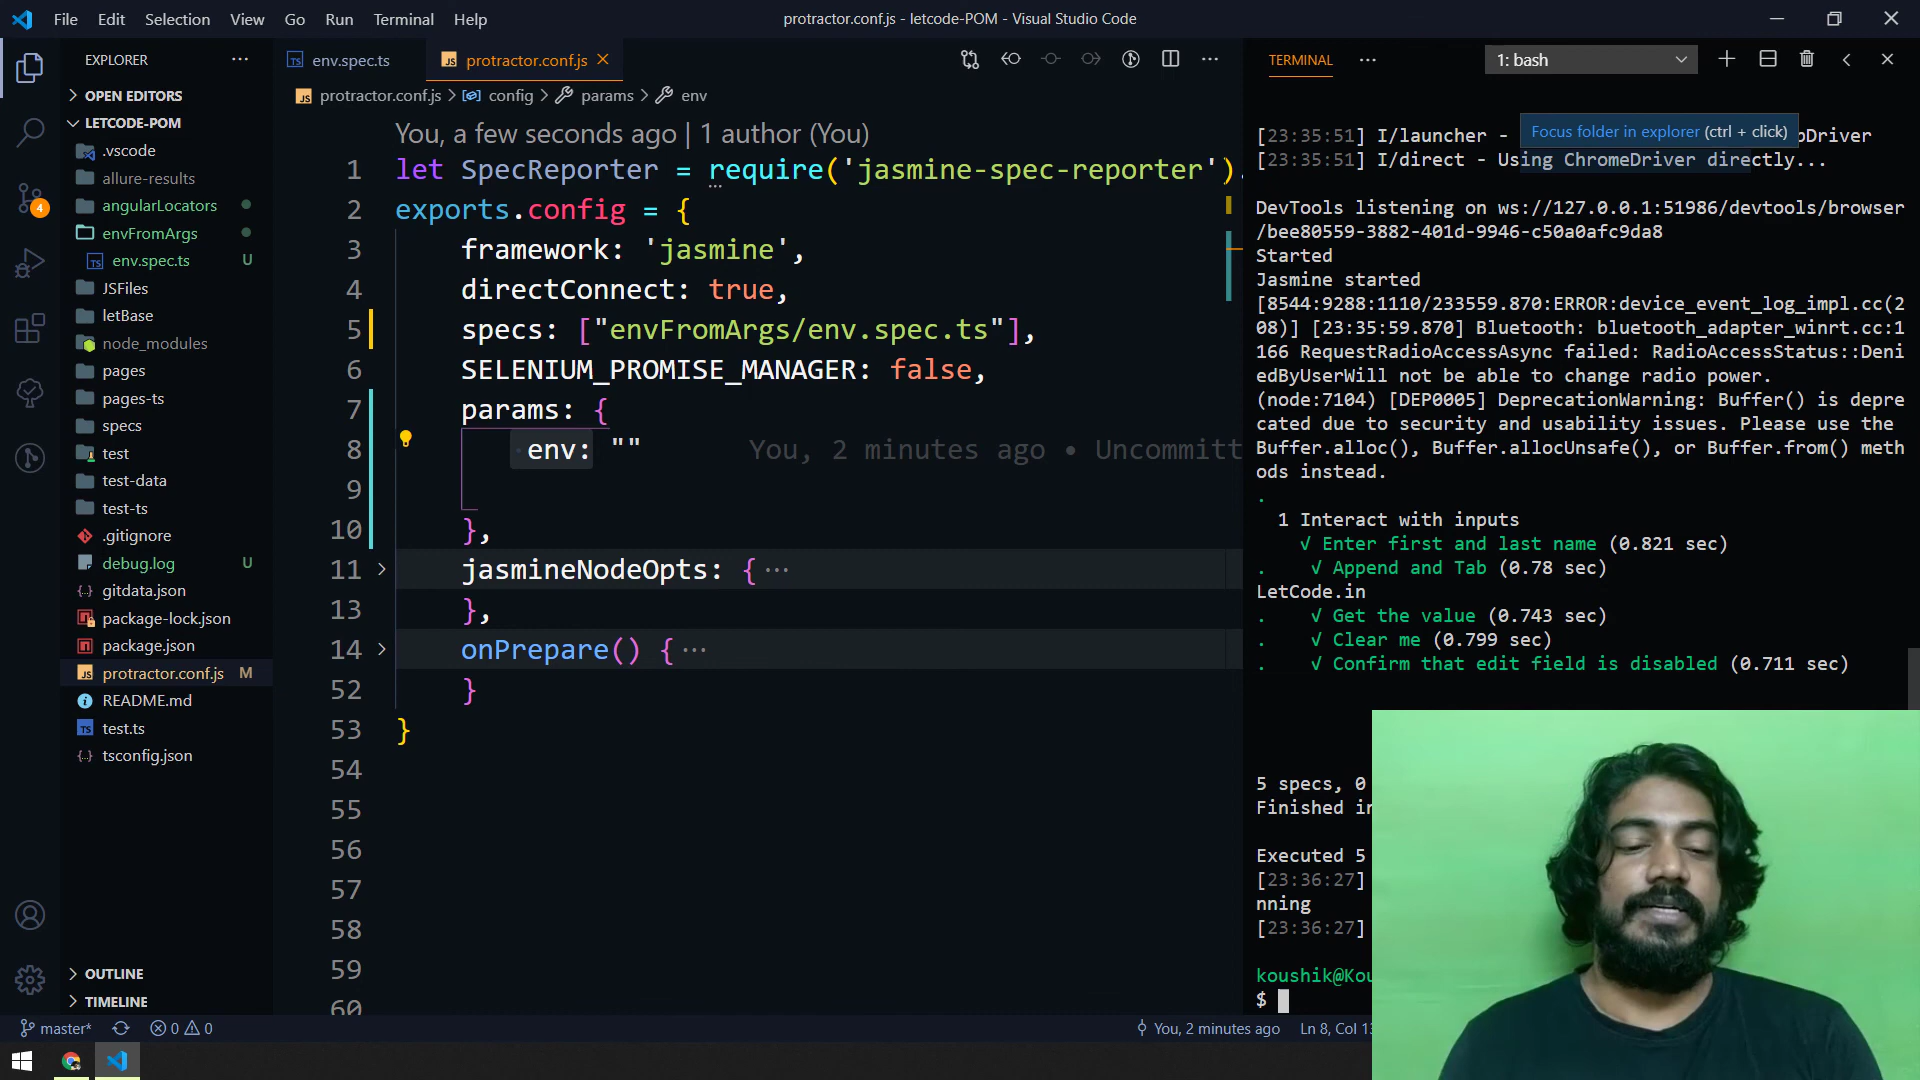 File Edit Selection View Go Run Terminal Help
protractor.conf.js - letcode-POM - Visual Studio Code
EXPLORER
OPEN EDITORS
LETCODE-POM
.vscode
allure-results
angularLocators
envFromArgs
env.spec.ts U
JSFiles
letBase
node_modules
pages
pages-ts
specs
test
test-data
test-ts
.gitignore
debug.log U
gitdata.json
package-lock.json
package.json
protractor.conf.js M
README.md
test.ts
tsconfig.json
OUTLINE
TIMELINE
4
env.spec.ts
protractor.conf.js
protractor.conf.js > config > params > env
You, a few seconds ago | 1 author (You)
1 let SpecReporter = require('jasmine-spec-reporter').
2 exports.config = {
3 framework: 'jasmine',
4 directConnect: true,
5 specs: ["envFromArgs/env.spec.ts"],
6 SELENIUM_PROMISE_MANAGER: false,
7 params: {
8 env: "" You, 2 minutes ago • Uncommitt
9
10 },
11 jasmineNodeOpts: { ···
13 },
14 onPrepare() { ···
52 }
53 }
54
55
56
57
58
59
60
TERMINAL
1: bash
Focus folder in explorer (ctrl + click)
[23:35:51] I/launcher - 
Driver
[23:35:51] I/direct - Using ChromeDriver directly...
DevTools listening on ws://127.0.0.1:51986/devtools/browser
/bee80559-3882-401d-9946-c50a0afc9da8
Started
Jasmine started
[8544:9288:1110/233559.870:ERROR:device_event_log_impl.cc(2
08)] [23:35:59.870] Bluetooth: bluetooth_adapter_winrt.cc:1
166 RequestRadioAccessAsync failed: RadioAccessStatus::Deni
edByUserWill not be able to change radio power.
(node:7104) [DEP0005] DeprecationWarning: Buffer() is depre
cated due to security and usability issues. Please use the
Buffer.alloc(), Buffer.allocUnsafe(), or Buffer.from() meth
ods instead.
.
1 Interact with inputs
√ Enter first and last name (0.821 sec)
. √ Append and Tab (0.78 sec)
LetCode.in
. √ Get the value (0.743 sec)
. √ Clear me (0.799 sec)
. √ Confirm that edit field is disabled (0.711 sec)
5 specs, 0
Finished in
Executed 5
[23:36:27]
nning
[23:36:27]
koushik@Kou
$
master* 0 0
You, 2 minutes ago Ln 8, Col 1